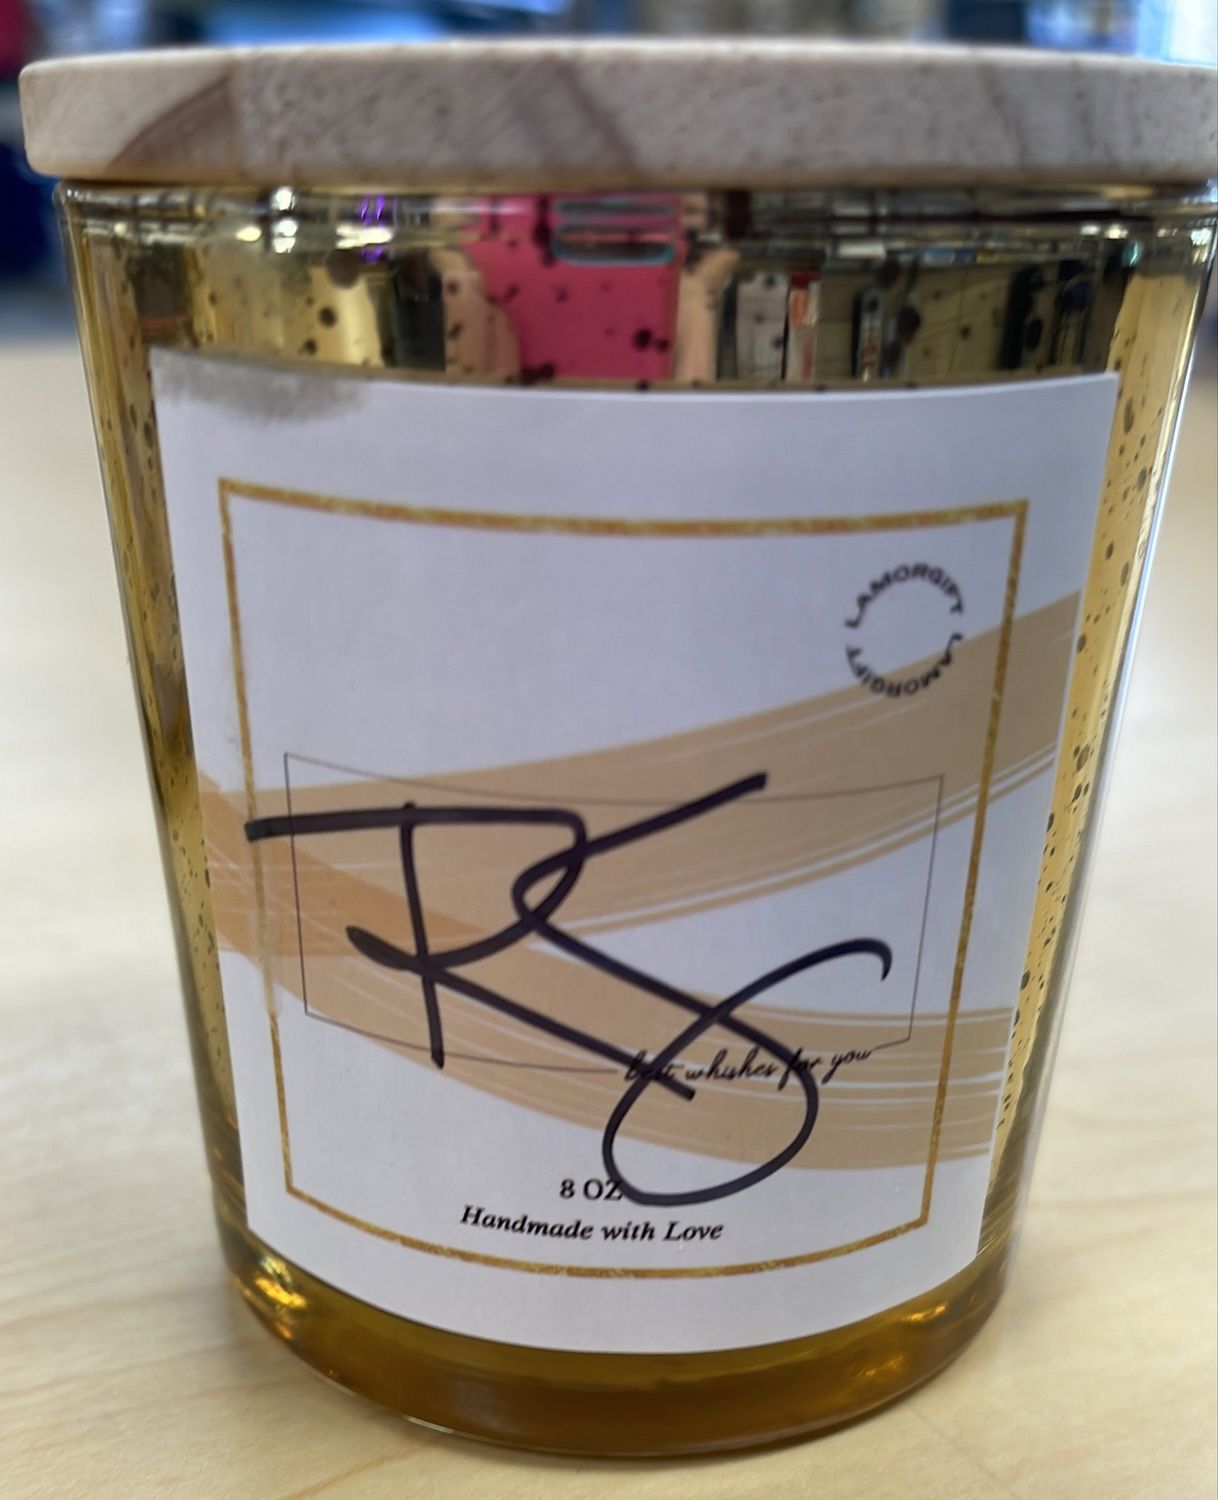 LAMORGIFT LAMORGIFT
RS
best whishes for you
8 OZ
Handmade with Love